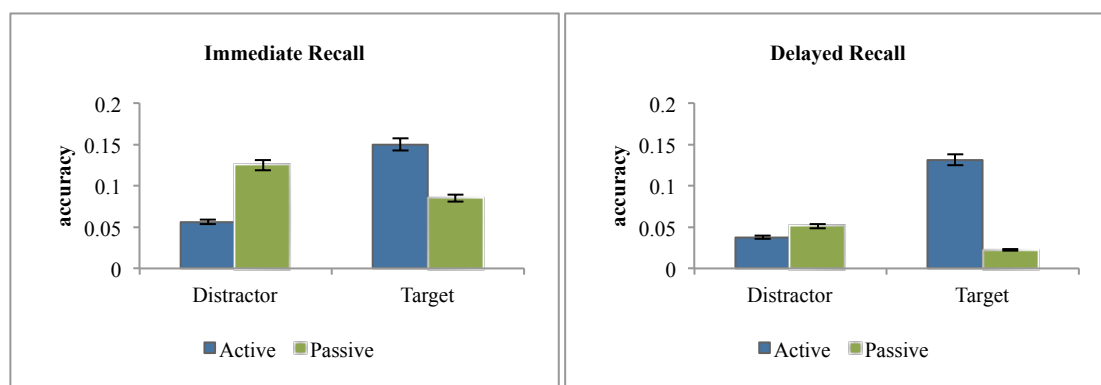 Immediate Recall
accuracy
0.2
0.15
0.1
0.05
0
Distractor Target
Active Passive
Delayed Recall
accuracy
0.2
0.15
0.1
0.05
0
Distractor Target
Active Passive